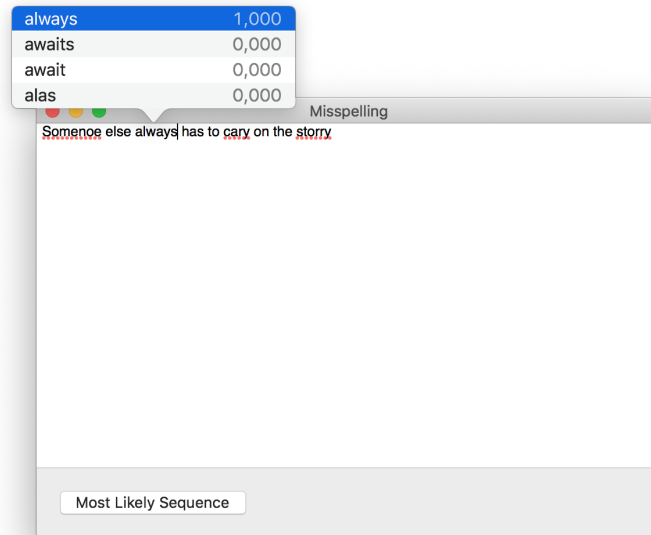 always 1,000
awaits 0,000
await 0,000
alas 0,000
Misspelling
Somenoe else always has to cary on the storry
Most Likely Sequence